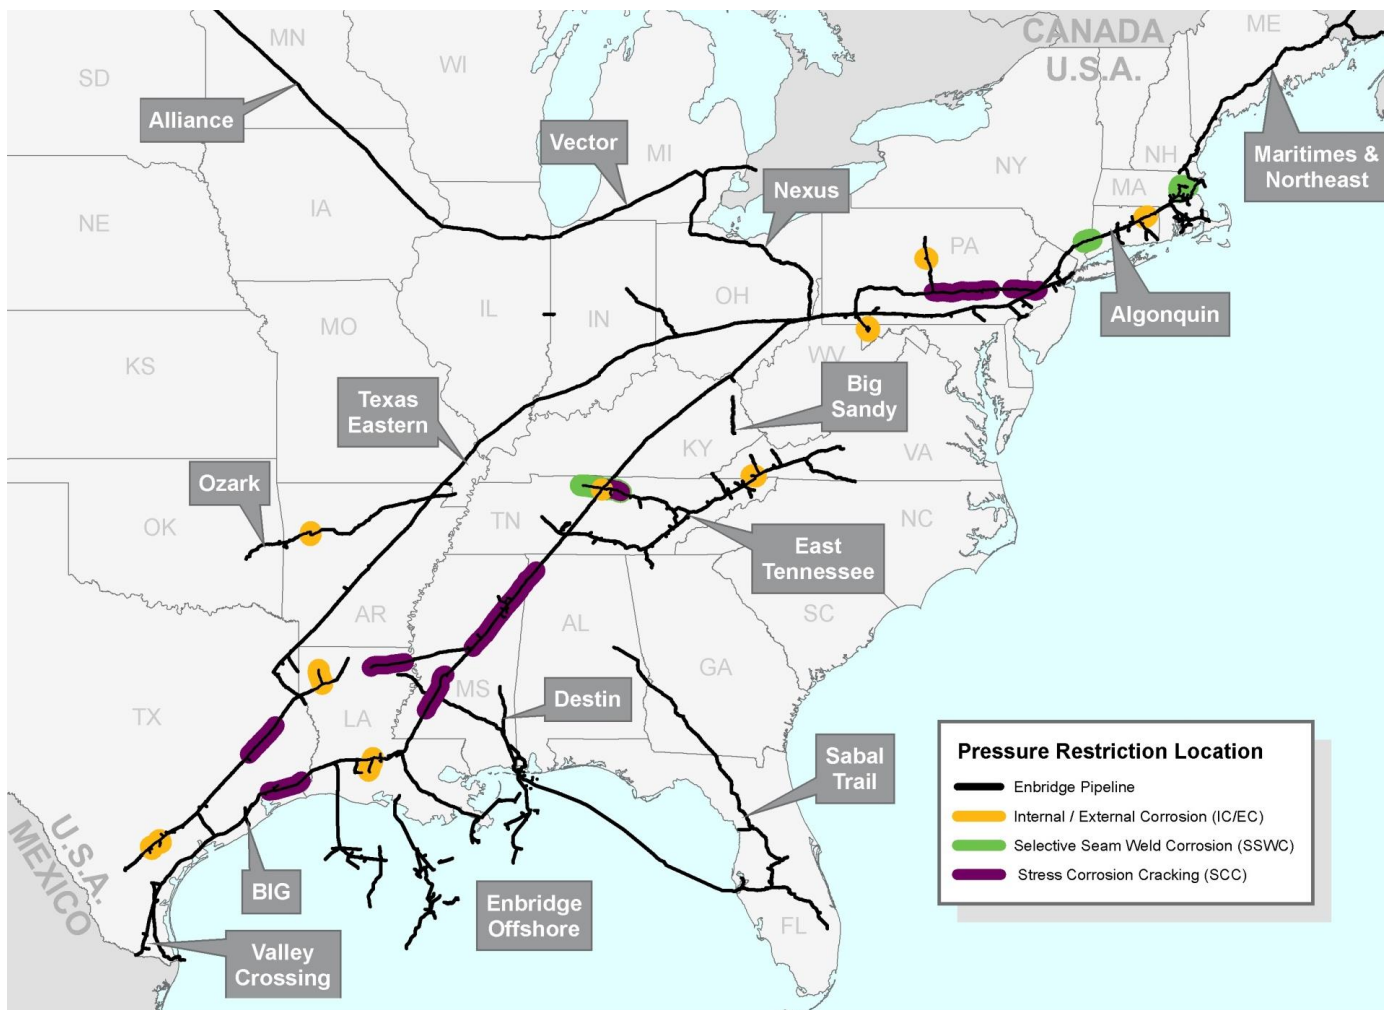 CANADA
U.S.A.
ME
MN
WI
SD
Alliance
Vector
MI
NY
NH
Maritimes &
Northeast
MA
Nexus
NE
IA
PA
OH
IL
IN
Algonquin
MO
KS
WV
Big
Sandy
Texas
Eastern
KY
VA
Ozark
OK
TN
NC
East
Tennessee
AR
AL
SC
GA
MS
Destin
TX
LA
Sabal
Trail
U.S.A.
MEXICO
BIG
Enbridge
Offshore
FL
Valley
Crossing
Pressure Restriction Location
Enbridge Pipeline
Internal / External Corrosion (IC/EC)
Selective Seam Weld Corrosion (SSWC)
Stress Corrosion Cracking (SCC)